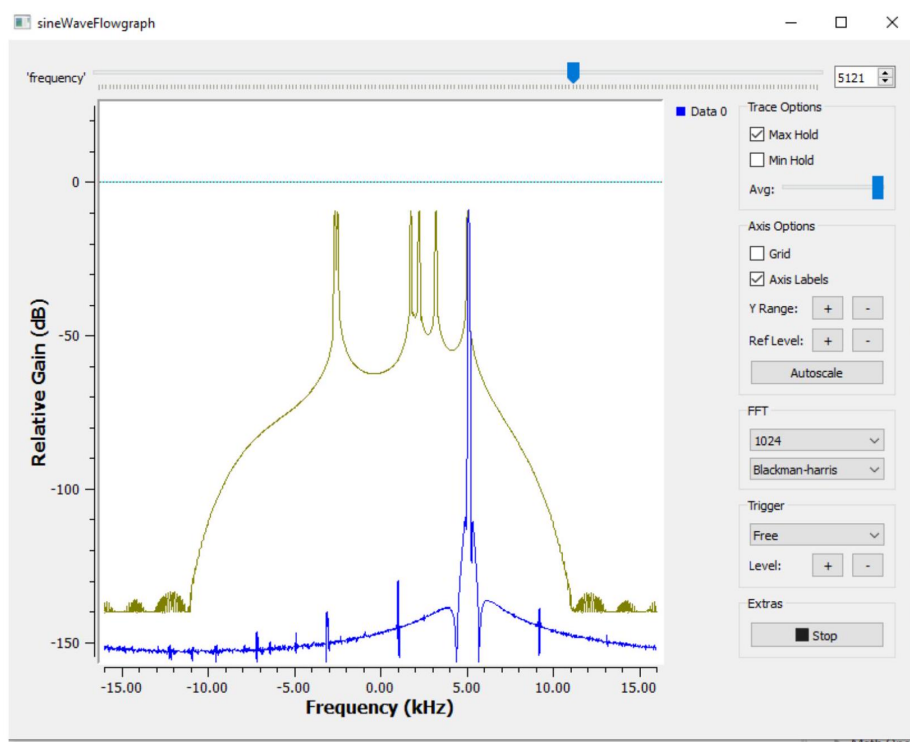 sineWaveFlowgraph
'frequency'
5121
Data 0
0
-50
-100
-150
Relative Gain (dB)
-15.00 -10.00 -5.00 0.00 5.00 10.00 15.00
Frequency (kHz)
Trace Options
Max Hold
Min Hold
Avg:
Axis Options
Grid
Axis Labels
Y Range: + -
Ref Level: + -
Autoscale
FFT
1024
Blackman-harris
Trigger
Free
Level: + -
Extras
Stop